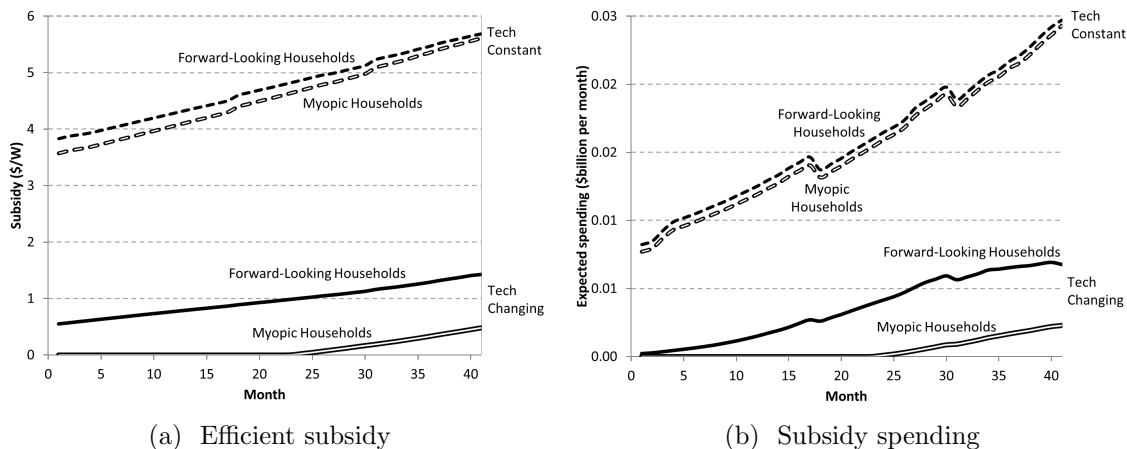 6
5
4
3
2
1
0
Subsidy ($/W)
Forward-Looking Households
Myopic Households
Tech
Constant
Forward-Looking Households
Myopic Households
Tech
Changing
0 5 10 15 20 25 30 35 40
Month
(a) Efficient subsidy
0.03
0.02
0.02
0.01
0.01
0.00
Expected spending ($billion per month)
Forward-Looking
Households
Myopic
Households
Tech
Constant
Forward-Looking Households
Myopic Households
Tech
Changing
0 5 10 15 20 25 30 35 40
Month
(b) Subsidy spending